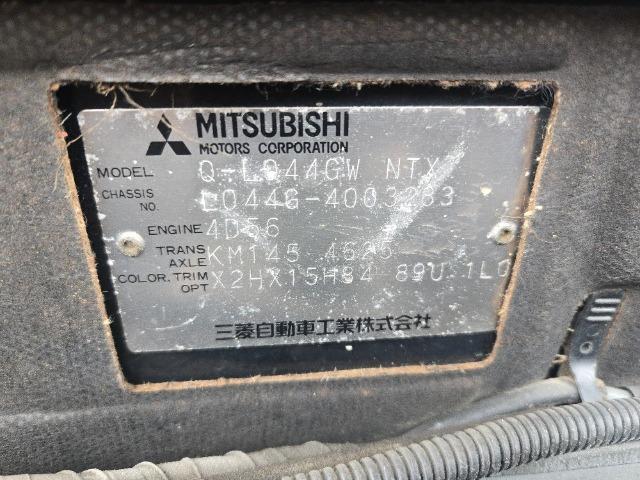 MITSUBISHI
MOTORS CORPORATION
MODEL Q-L044GW NTX
CHASSIS NO. L044G-4003283
ENGINE 4D56
TRANS AXLE KM145 4625
COLOR.TRIM OPT X2HX15H84 89U 1L0
三菱自動車工業株式会社